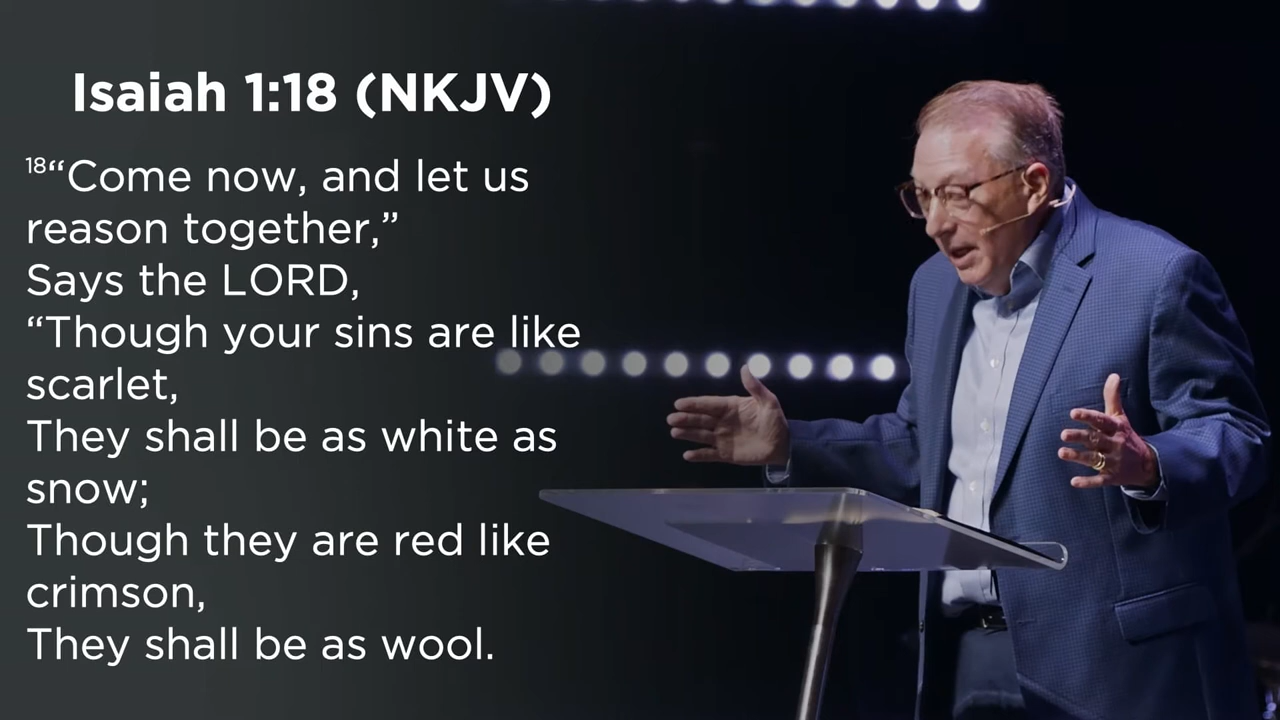 Isaiah 1:18 (NKJV)
18“Come now, and let us
reason together,”
Says the LORD,
“Though your sins are like
scarlet,
They shall be as white as
snow;
Though they are red like
crimson,
They shall be as wool.